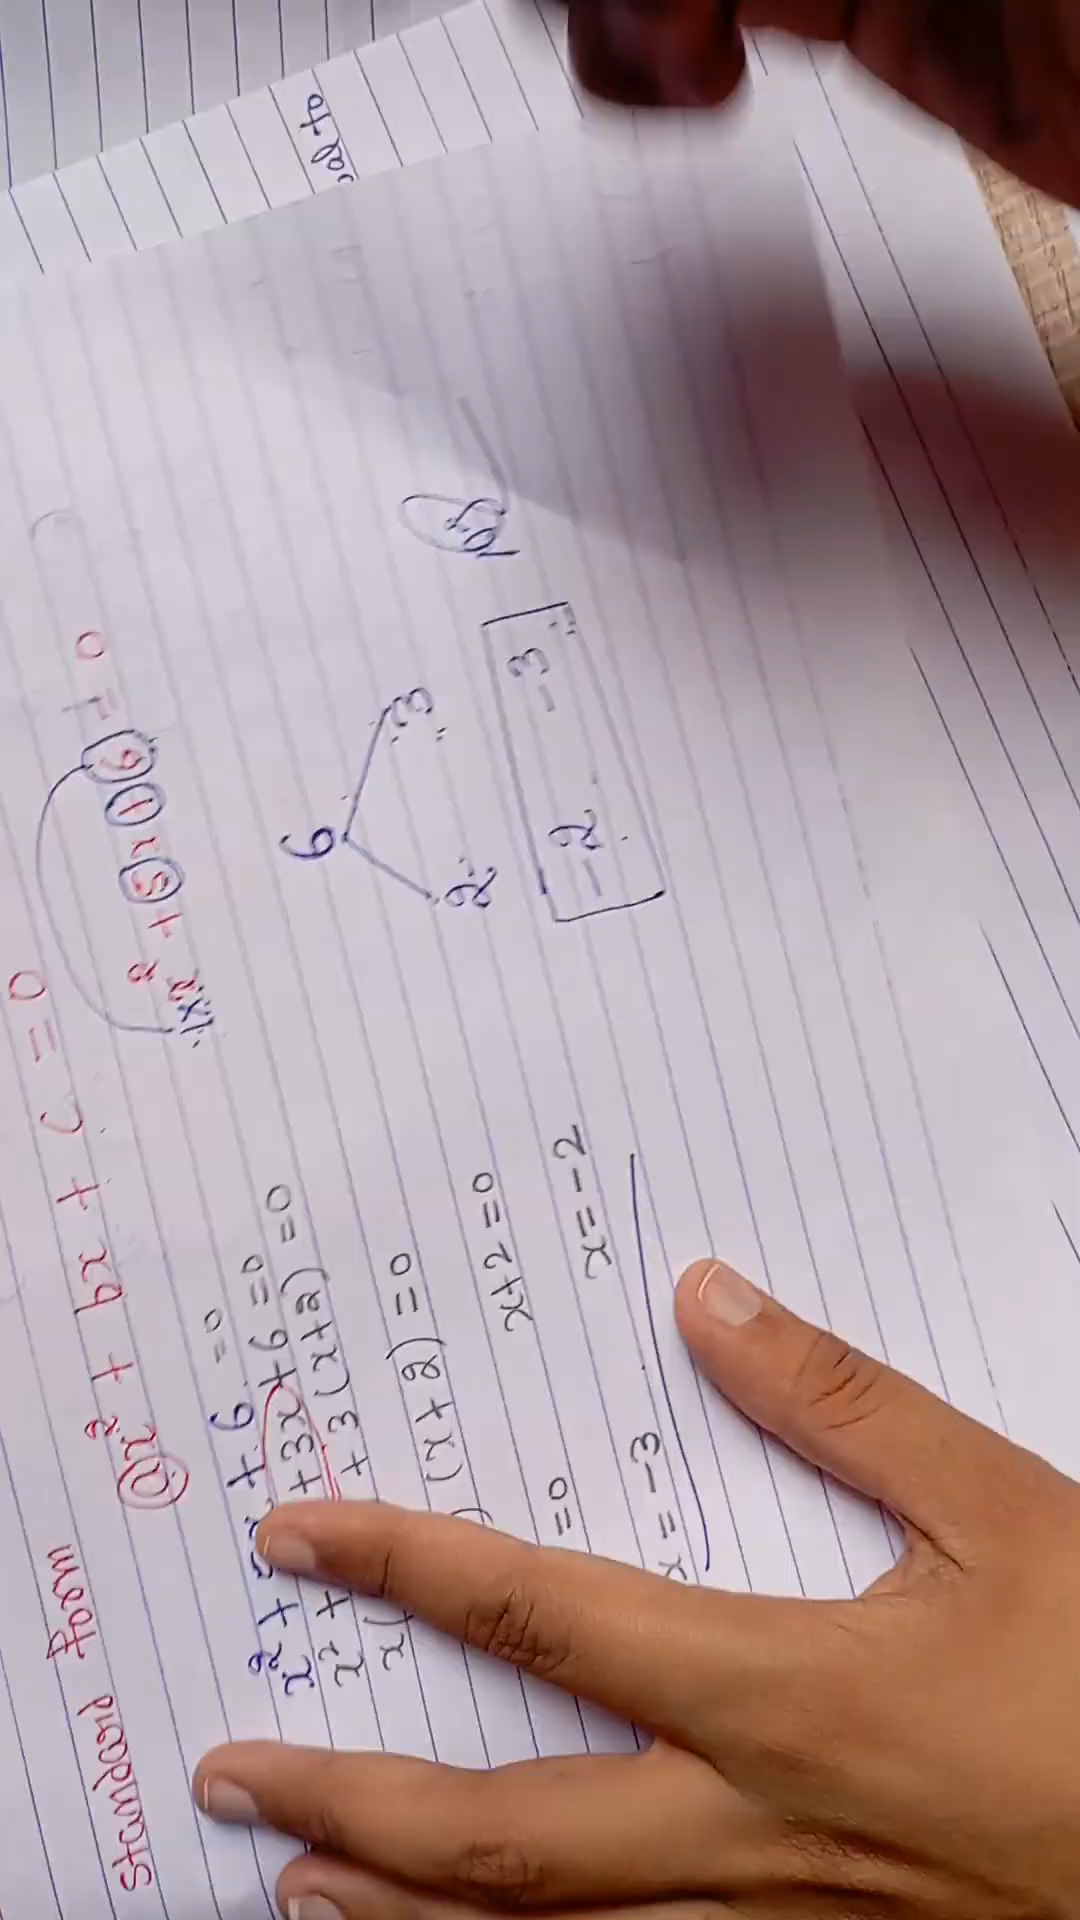 Standard Form
ax² + bx + c = 0
1x² + 5x + 6 = 0
x² + 5x + 6 = 0
x² + +3x+6=0
x( +3(x+2) =0
(x+2) =0
=0 x+2=0
x = -3 x=-2
6
2 3
-2 -3